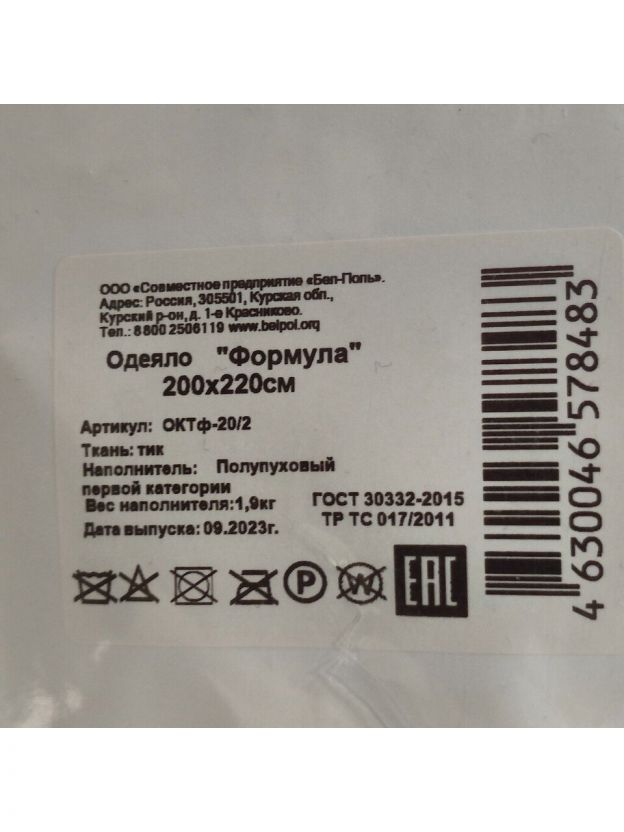 ООО «Совместное предприятие «Бел-Поль».
Адрес: Россия, 305501, Курская обл.,
Курский р-он, д. 1-е Красниково.
Тел.: 8 800 2506119 www.belpol.org
Одеяло "Формула"
200x220см
Артикул: ОКТф-20/2
Ткань: тик
Наполнитель: Полупуховый
первой категории
Вес наполнителя:1,9кг
ГОСТ 30332-2015
ТР ТС 017/2011
Дата выпуска: 09.2023г.
P W EAC
4 630046 578483